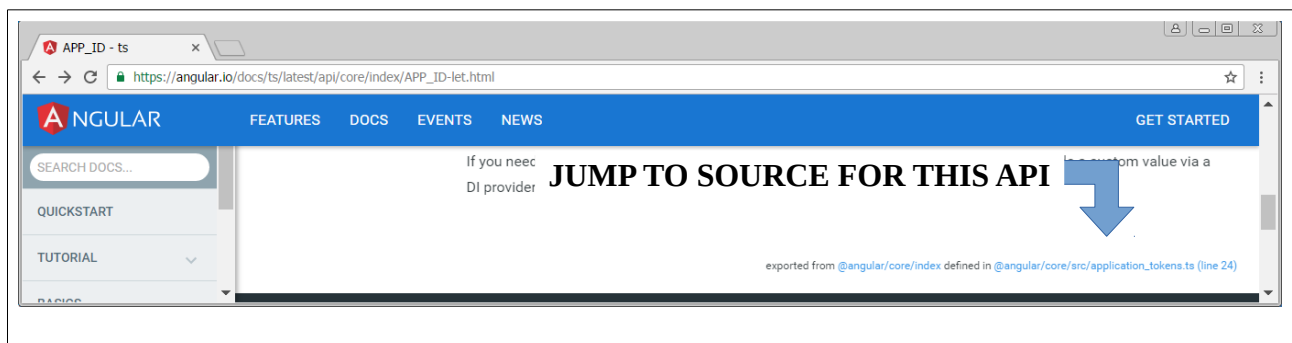 APP_ID - ts
https://angular.io/docs/ts/latest/api/core/index/APP_ID-let.html
ANGULAR FEATURES DOCS EVENTS NEWS GET STARTED
SEARCH DOCS...
If you need custom value via a
JUMP TO SOURCE FOR THIS API
DI provider
QUICKSTART
TUTORIAL
exported from @angular/core/index defined in @angular/core/src/application_tokens.ts (line 24)